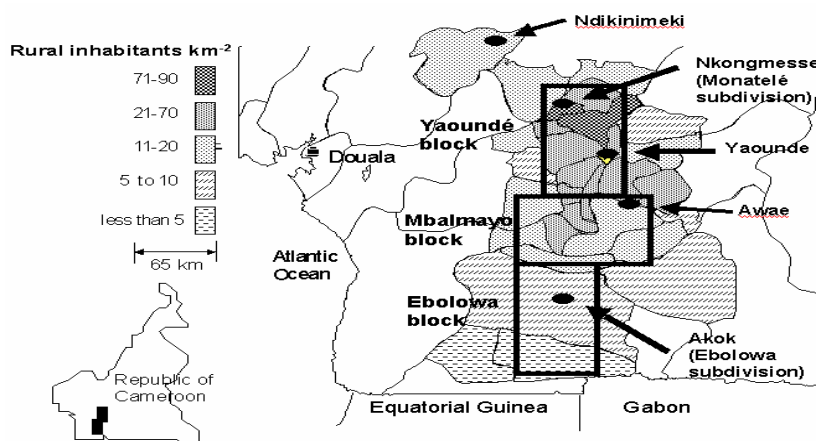 Ndikinimeki
Rural inhabitants km-2
71-90
21-70
11-20
5 to 10
less than 5
65 km
Nkongmesse
(Monatelé
subdivision)
Yaoundé
block
Douala
Yaounde
Mbalmayo
block
Awae
Atlantic
Ocean
Ebolowa
block
Akok
(Ebolowa
subdivision)
Republic of
Cameroon
Equatorial Guinea
Gabon